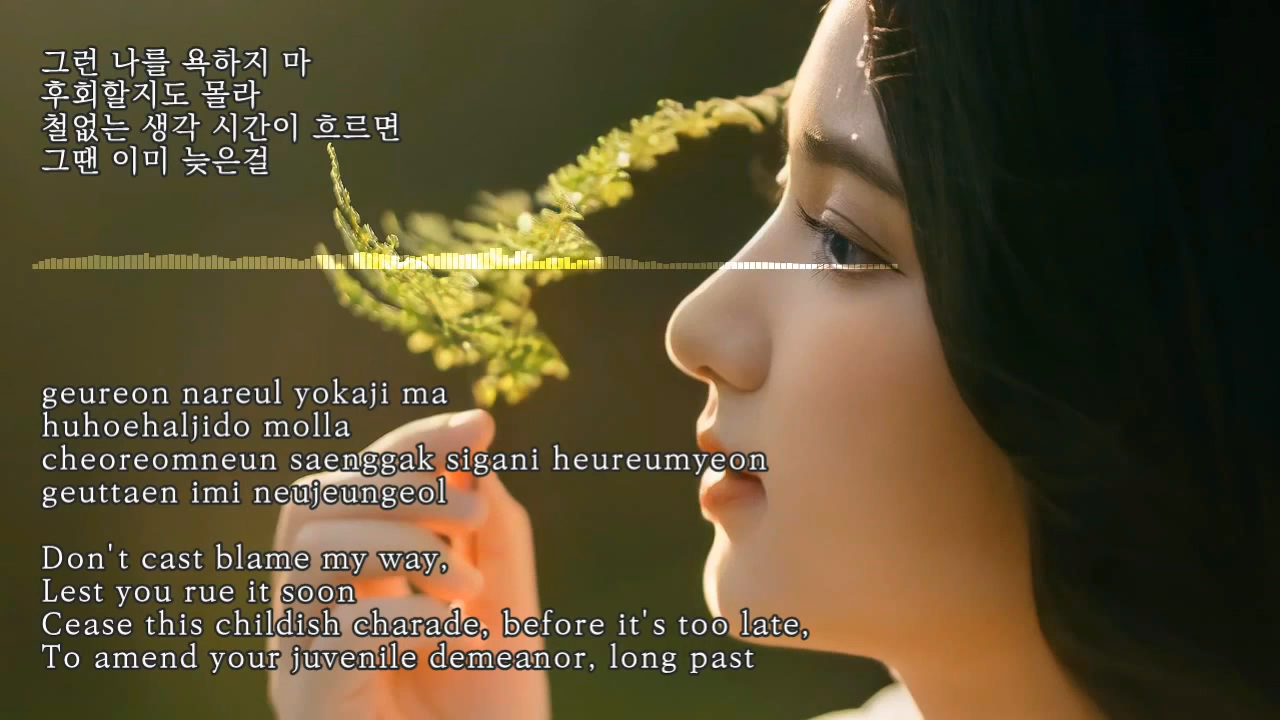 그런 나를 욕하지 마
후회할지도 몰라
철없는 생각 시간이 흐르면
그땐 이미 늦은걸
geureon nareul yokaji ma
huhoehaljido molla
cheoreomneun saenggak sigani heureumyeon
geuttaen imi neujeungeol
Don't cast blame my way,
Lest you rue it soon
Cease this childish charade, before it's too late,
To amend your juvenile demeanor, long past